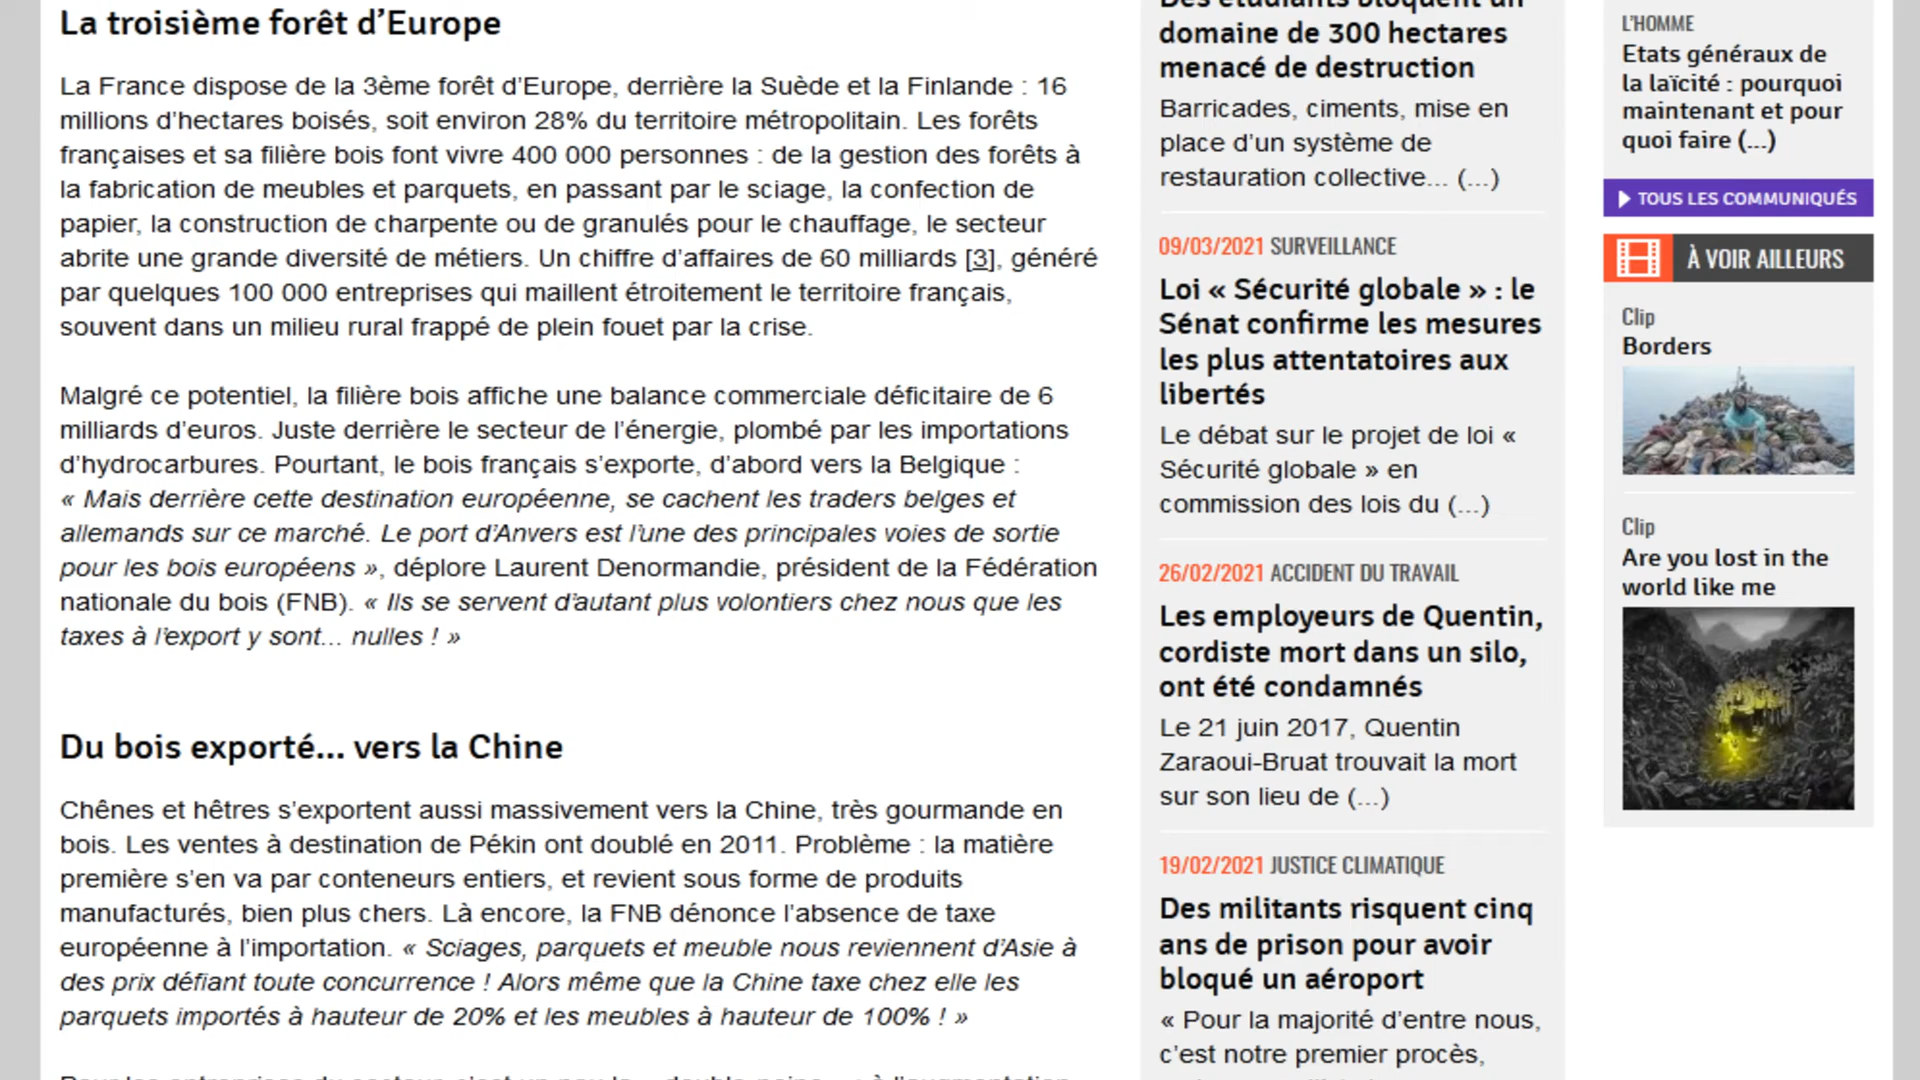 La troisième forêt d’Europe
La France dispose de la 3ème forêt d’Europe, derrière la Suède et la Finlande : 16
millions d’hectares boisés, soit environ 28% du territoire métropolitain. Les forêts
françaises et sa filière bois font vivre 400 000 personnes : de la gestion des forêts à
la fabrication de meubles et parquets, en passant par le sciage, la confection de
papier, la construction de charpente ou de granulés pour le chauffage, le secteur
abrite une grande diversité de métiers. Un chiffre d’affaires de 60 milliards [3], généré
par quelques 100 000 entreprises qui maillent étroitement le territoire français,
souvent dans un milieu rural frappé de plein fouet par la crise.
Malgré ce potentiel, la filière bois affiche une balance commerciale déficitaire de 6
milliards d’euros. Juste derrière le secteur de l’énergie, plombé par les importations
d’hydrocarbures. Pourtant, le bois français s’exporte, d’abord vers la Belgique :
« Mais derrière cette destination européenne, se cachent les traders belges et
allemands sur ce marché. Le port d’Anvers est l’une des principales voies de sortie
pour les bois européens », déplore Laurent Denormandie, président de la Fédération
nationale du bois (FNB). « Ils se servent d’autant plus volontiers chez nous que les
taxes à l’export y sont... nulles ! »
Du bois exporté... vers la Chine
Chênes et hêtres s’exportent aussi massivement vers la Chine, très gourmande en
bois. Les ventes à destination de Pékin ont doublé en 2011. Problème : la matière
première s’en va par conteneurs entiers, et revient sous forme de produits
manufacturés, bien plus chers. Là encore, la FNB dénonce l’absence de taxe
européenne à l’importation. « Sciages, parquets et meuble nous reviennent d’Asie à
des prix défiant toute concurrence ! Alors même que la Chine taxe chez elle les
parquets importés à hauteur de 20% et les meubles à hauteur de 100% ! »
Des étudiants bloquent un
domaine de 300 hectares
menacé de destruction
Barricades, ciments, mise en
place d’un système de
restauration collective... (...)
09/03/2021 SURVEILLANCE
Loi « Sécurité globale » : le
Sénat confirme les mesures
les plus attentatoires aux
libertés
Le débat sur le projet de loi «
Sécurité globale » en
commission des lois du (...)
26/02/2021 ACCIDENT DU TRAVAIL
Les employeurs de Quentin,
cordiste mort dans un silo,
ont été condamnés
Le 21 juin 2017, Quentin
Zaraoui-Bruat trouvait la mort
sur son lieu de (...)
19/02/2021 JUSTICE CLIMATIQUE
Des militants risquent cinq
ans de prison pour avoir
bloqué un aéroport
« Pour la majorité d’entre nous,
c’est notre premier procès,
L’HOMME
Etats généraux de
la laïcité : pourquoi
maintenant et pour
quoi faire (...)
TOUS LES COMMUNIQUÉS
À VOIR AILLEURS
Clip
Borders
Clip
Are you lost in the
world like me